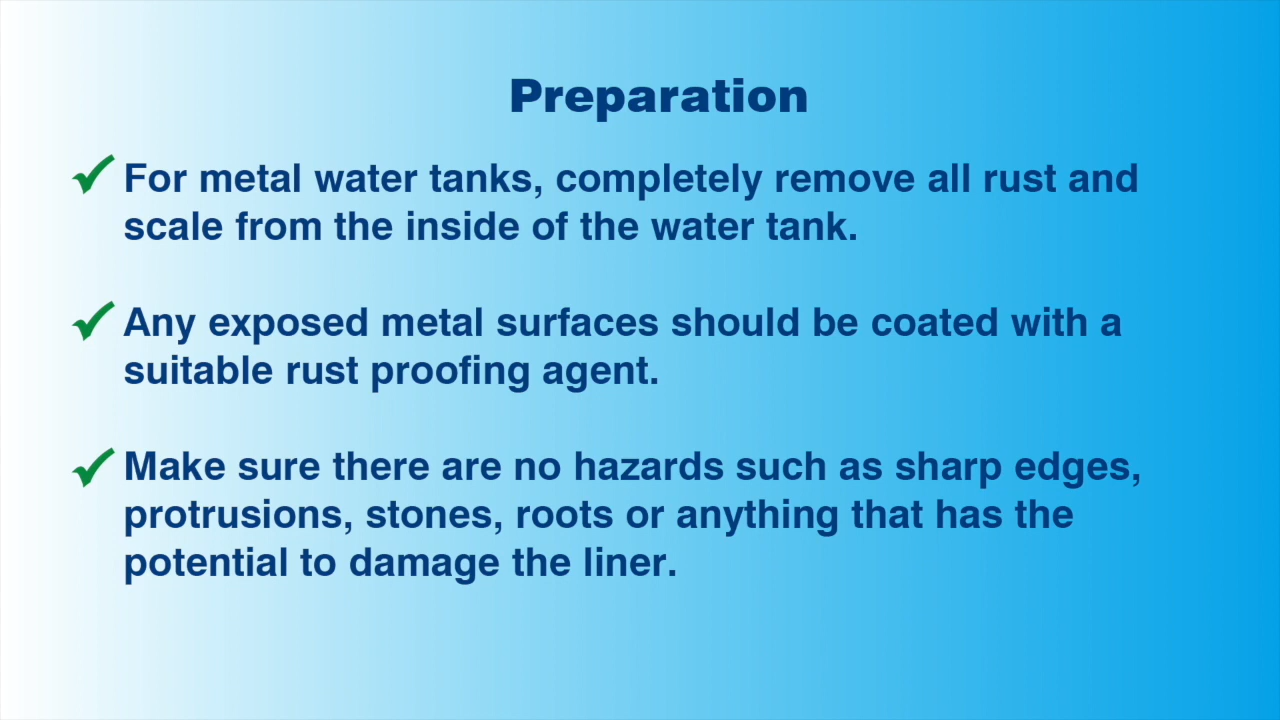 Preparation
For metal water tanks, completely remove all rust and
scale from the inside of the water tank.
Any exposed metal surfaces should be coated with a
suitable rust proofing agent.
Make sure there are no hazards such as sharp edges,
protrusions, stones, roots or anything that has the
potential to damage the liner.